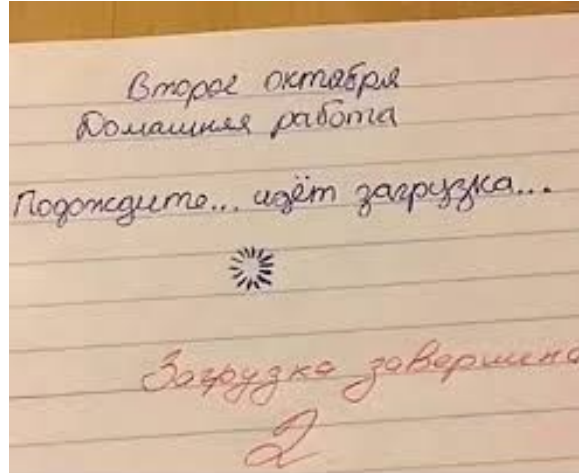 Второе октября
Домашняя работа
Подождите... идёт загрузка...
Загрузка завершена
2